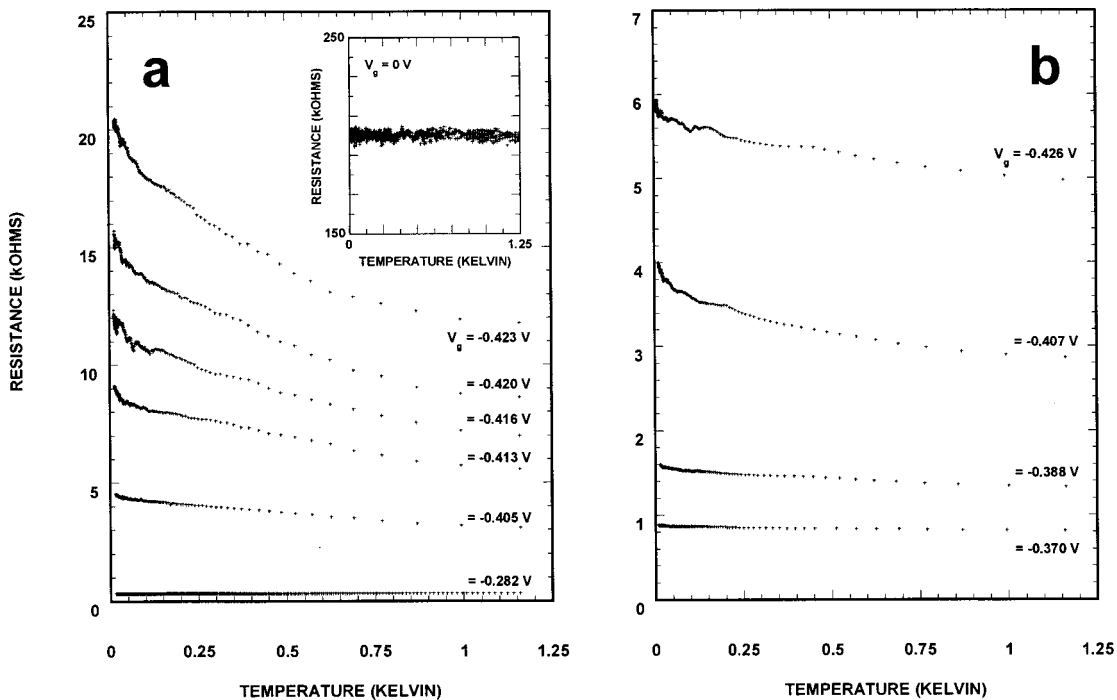 a
25
20
15
10
5
0
0 0.25 0.5 0.75 1 1.25
RESISTANCE (kOHMS)
TEMPERATURE (KELVIN)
V_g = -0.423 V
= -0.420 V
= -0.416 V
= -0.413 V
= -0.405 V
= -0.282 V
250
150
V_g = 0 V
RESISTANCE (kOHMS)
0 1.25
TEMPERATURE (KELVIN)
b
7
6
5
4
3
2
1
0
0 0.25 0.5 0.75 1 1.25
TEMPERATURE (KELVIN)
V_g = -0.426 V
= -0.407 V
= -0.388 V
= -0.370 V